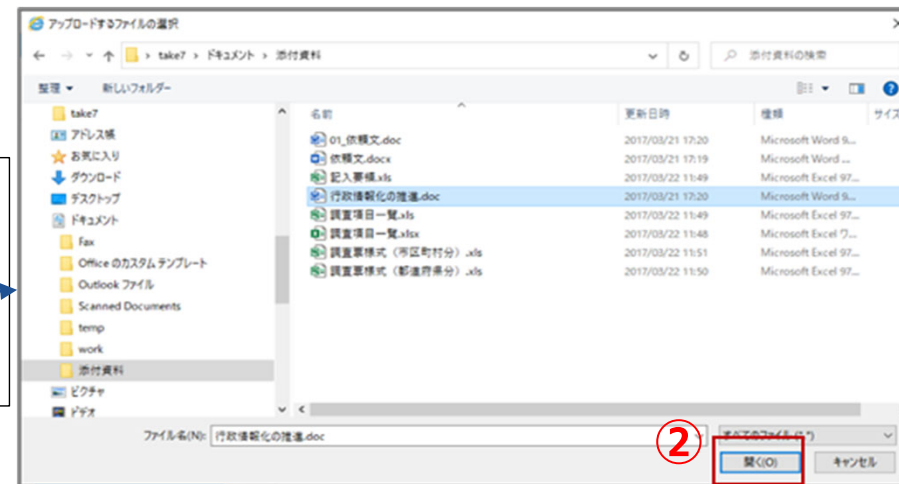 アップロードするファイルの選択
take7 > ドキュメント > 添付資料
添付資料の検索
整理 新しいフォルダー
名前 更新日時 種類 サイズ
take7
アドレス帳
お気に入り
ダウンロード
デスクトップ
ドキュメント
Fax
Office のカスタム テンプレート
Outlook ファイル
Scanned Documents
temp
work
添付資料
ピクチャ
ビデオ
01_依頼文.doc 2017/03/21 17:20 Microsoft Word 9...
依頼文.docx 2017/03/21 17:19 Microsoft Word ...
記入要領.xls 2017/03/22 11:49 Microsoft Excel 97...
行政情報化の推進.doc 2017/03/21 17:20 Microsoft Word 9...
調査項目一覧.xls 2017/03/22 11:49 Microsoft Excel 97...
調査項目一覧.xlsx 2017/03/22 11:48 Microsoft Excel ワ...
調査票様式（市区町村分）.xls 2017/03/22 11:51 Microsoft Excel 97...
調査票様式（都道府県分）.xls 2017/03/22 11:50 Microsoft Excel 97...
ファイル名(N): 行政情報化の推進.doc
すべてのファイル (*.*)
②
開く(O) キャンセル